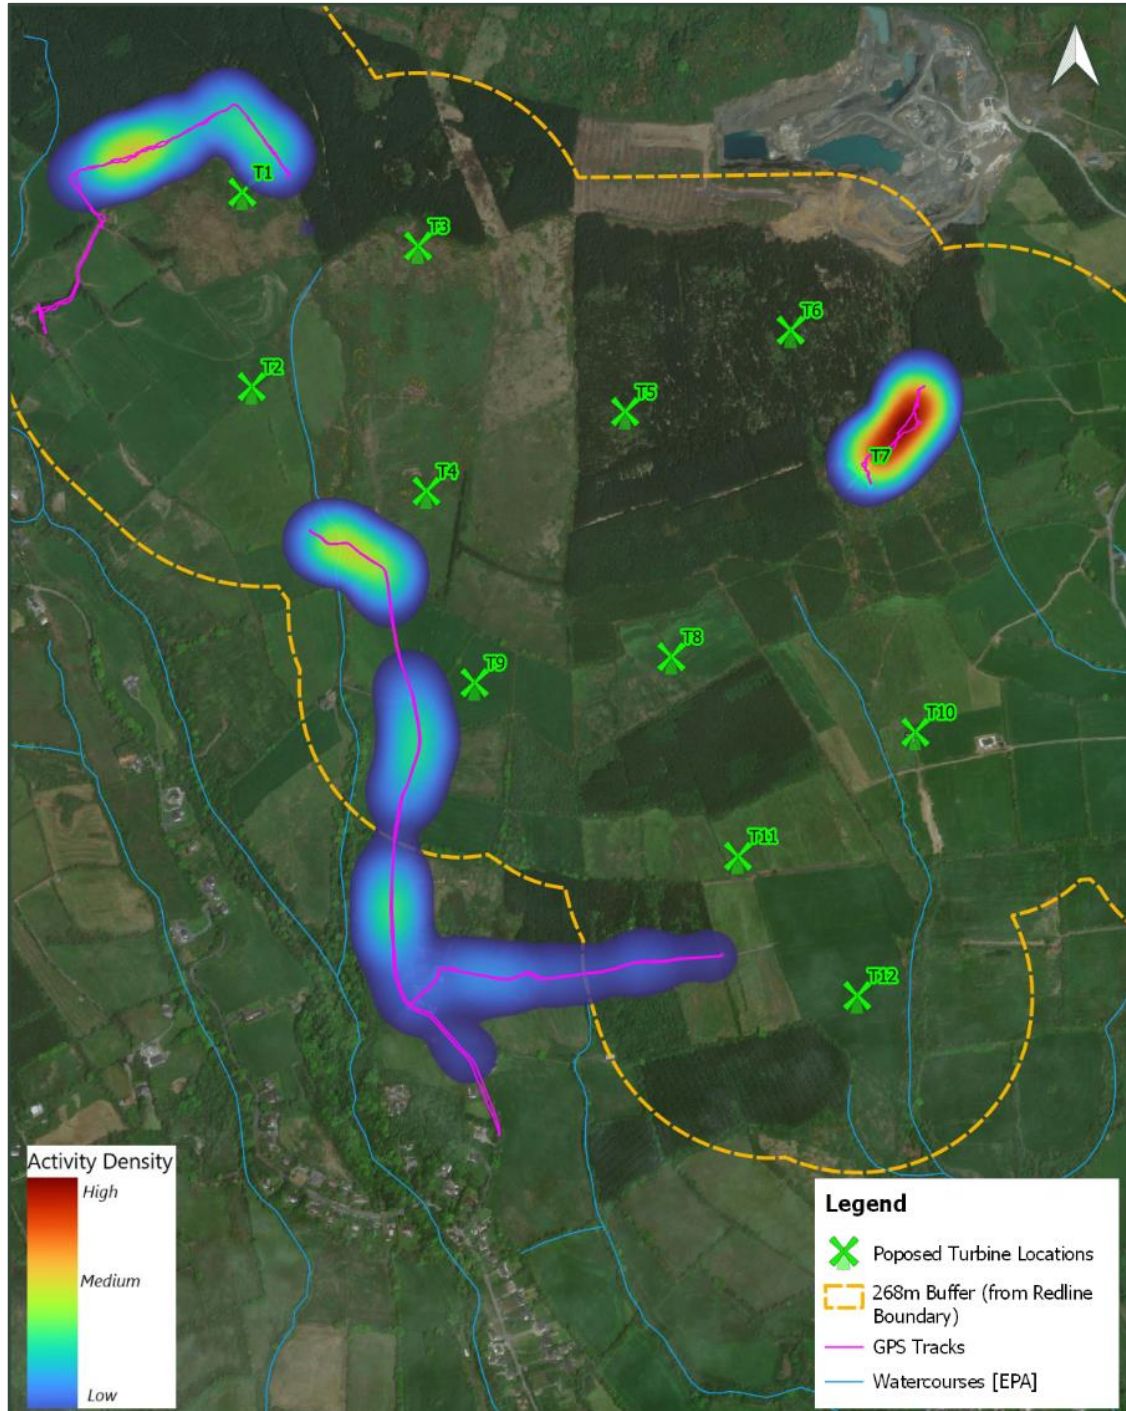 T1
T3
T6
T2
T5
T7
T4
T8
T9
T10
T11
T12
Activity Density
High
Medium
Low
Legend
Poposed Turbine Locations
268m Buffer (from Redline
Boundary)
GPS Tracks
Watercourses [EPA]